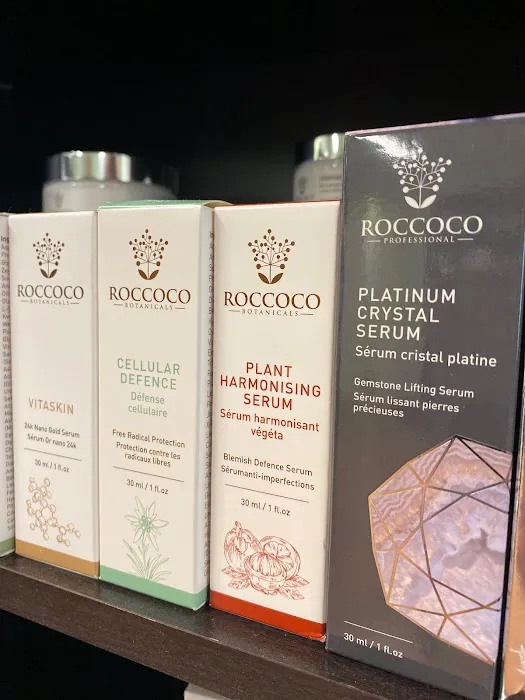 ROCCOCO
BOTANICALS
VITASKIN
24k Nano Gold Serum
Sérum Or nano 24k
30 ml / 1 fl.oz
ROCCOCO
BOTANICALS
CELLULAR
DEFENCE
Défense
cellulaire
Free Radical Protection
Protection contre les
radicaux libres
30 ml / 1 fl.oz
ROCCOCO
BOTANICALS
PLANT
HARMONISING
SERUM
Sérum harmonisant
végéta
Blemish Defence Serum
Sérumanti-imperfections
30 ml / 1 fl.oz
ROCCOCO
PROFESSIONAL
PLATINUM
CRYSTAL
SERUM
Sérum cristal platine
Gemstone Lifting Serum
Sérum lissant pierres
précieuses
30 ml / 1 fl.oz